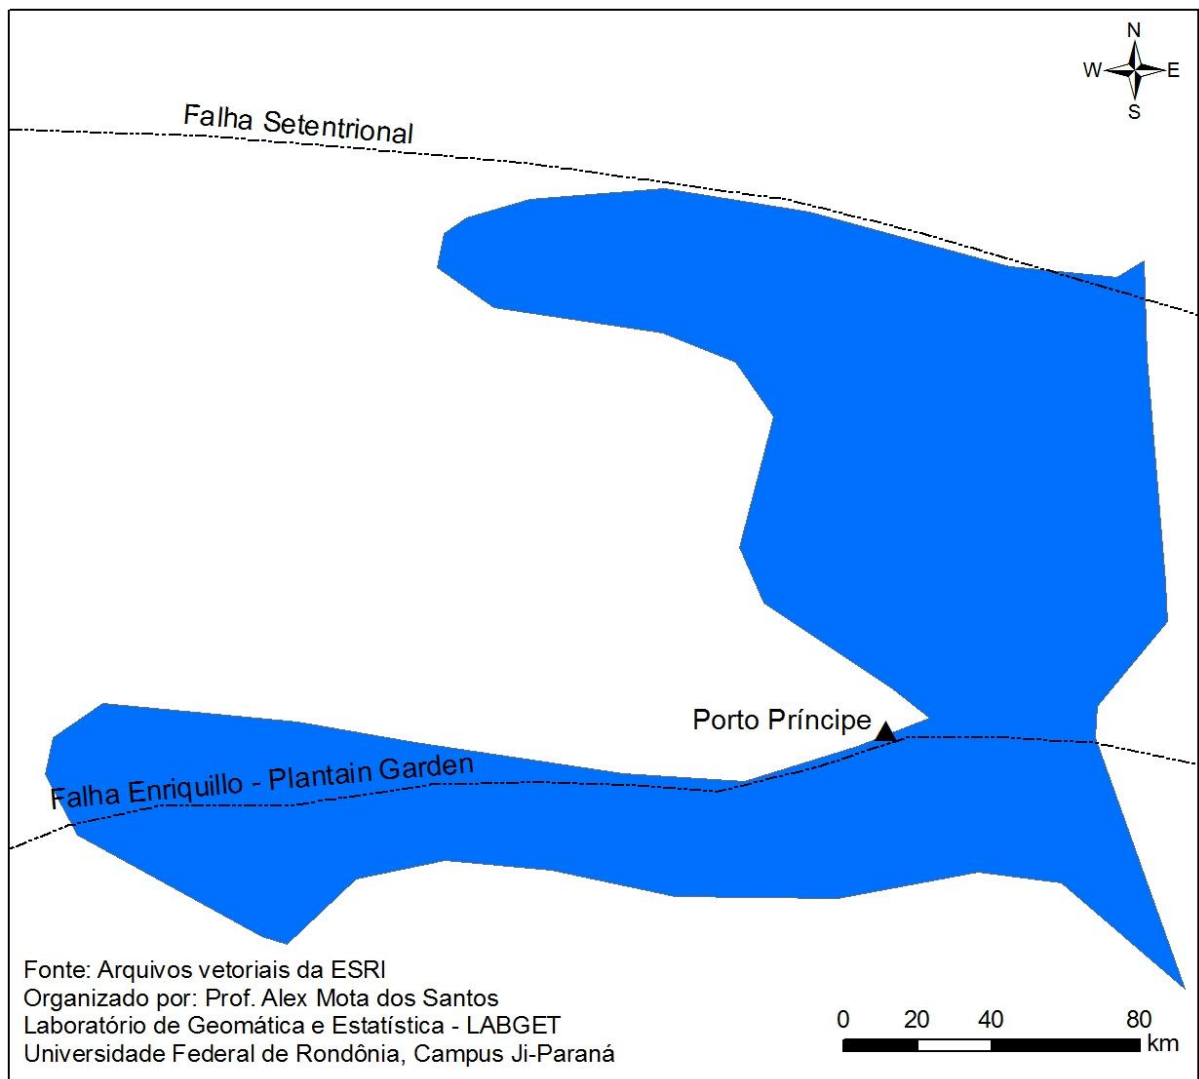 N
W E
S
Falha Setentrional
Porto Príncipe
Falha Enriquillo - Plantain Garden
Fonte: Arquivos vetoriais da ESRI
Organizado por: Prof. Alex Mota dos Santos
Laboratório de Geomática e Estatística - LABGET
Universidade Federal de Rondônia, Campus Ji-Paraná
0 20 40 80
km